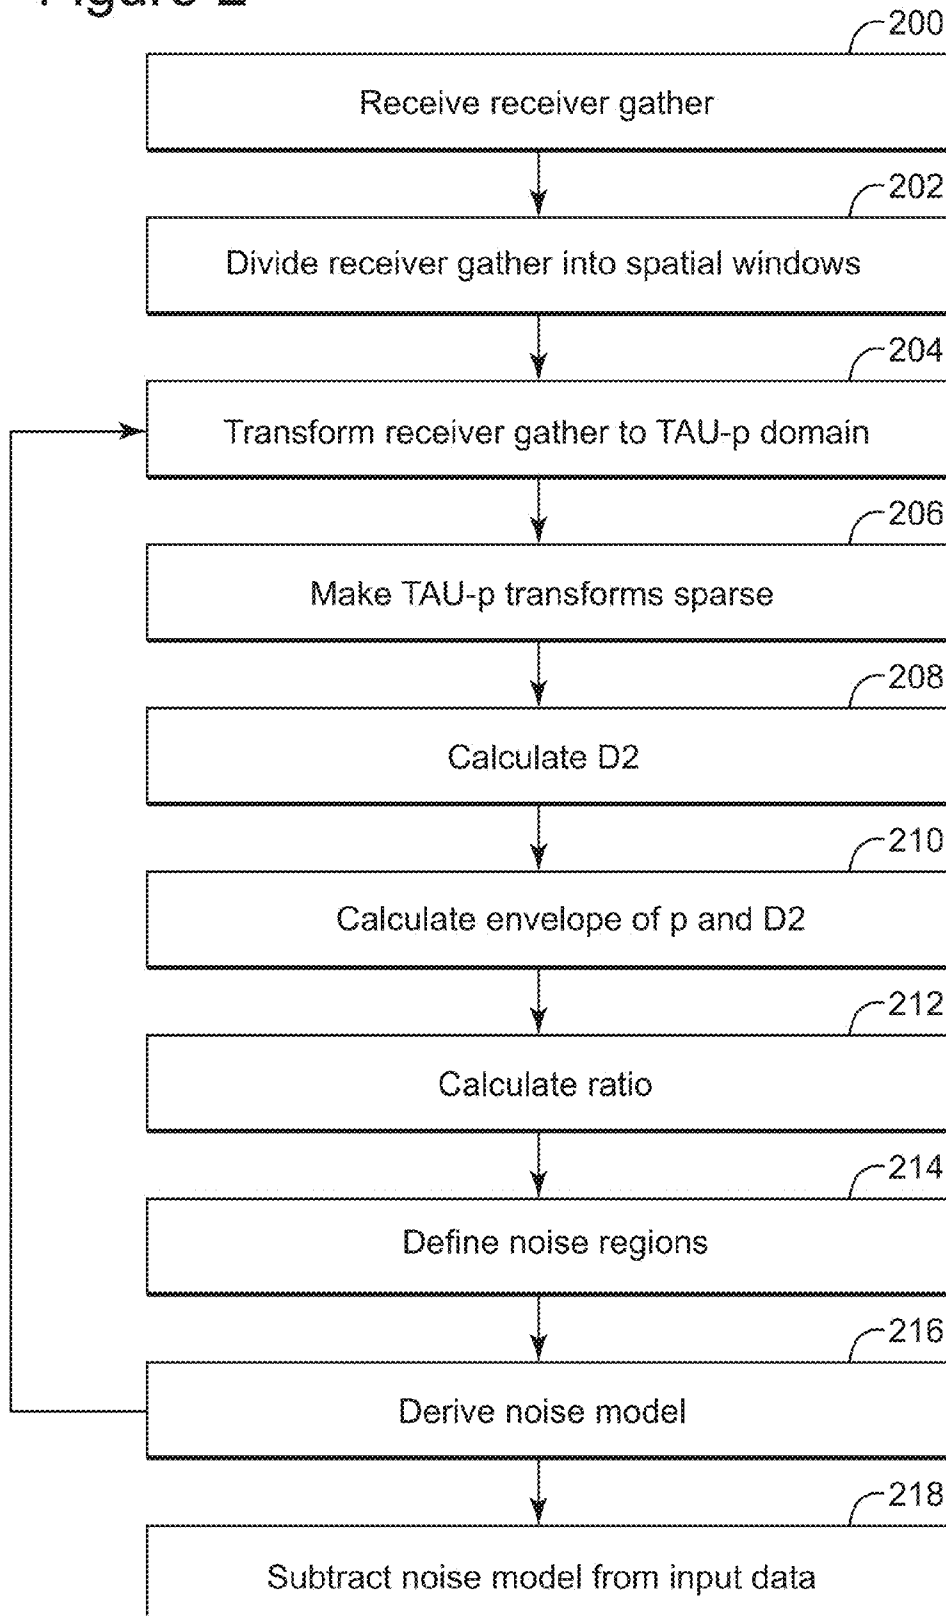 200
Receive receiver gather
202
Divide receiver gather into spatial windows
204
Transform receiver gather to TAU-p domain
206
Make TAU-p transforms sparse
208
Calculate D2
210
Calculate envelope of p and D2
212
Calculate ratio
214
Define noise regions
216
Derive noise model
218
Subtract noise model from input data